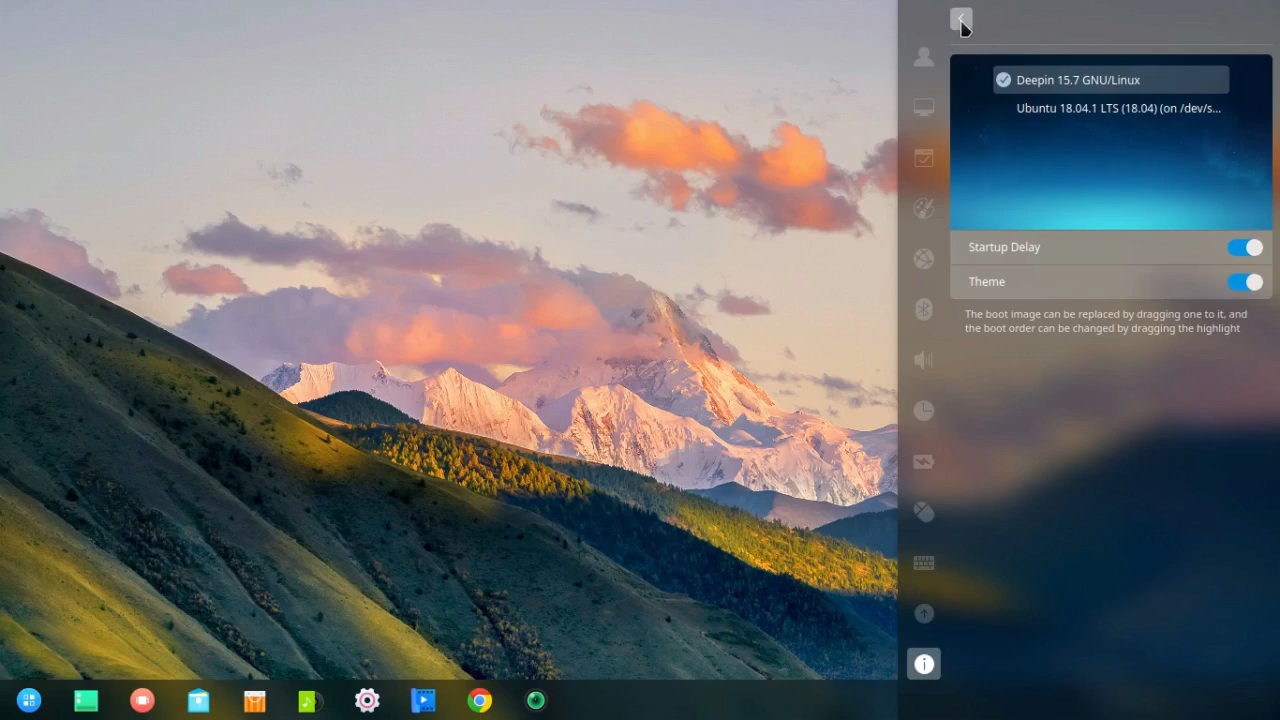 Deepin 15.7 GNU/Linux
Ubuntu 18.04.1 LTS (18.04) (on /dev/s...
Startup Delay
Theme
The boot image can be replaced by dragging one to it, and
the boot order can be changed by dragging the highlight